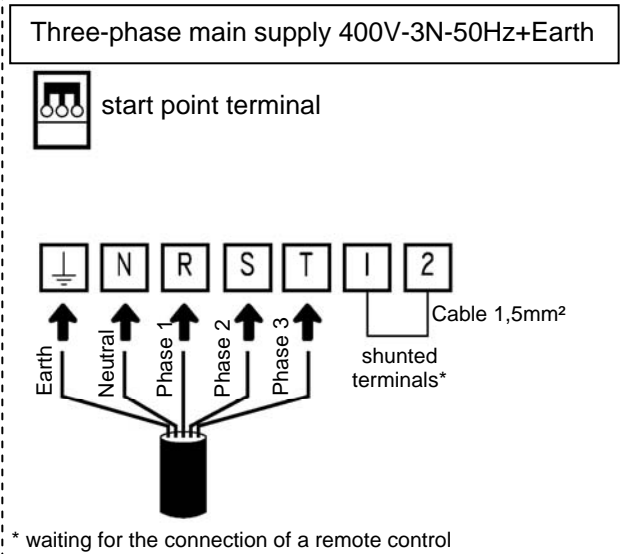 Three-phase main supply 400V-3N-50Hz+Earth
start point terminal
N R S T 1 2
Cable 1,5mm²
shunted
terminals*
Earth
Neutral
Phase 1
Phase 2
Phase 3
* waiting for the connection of a remote control